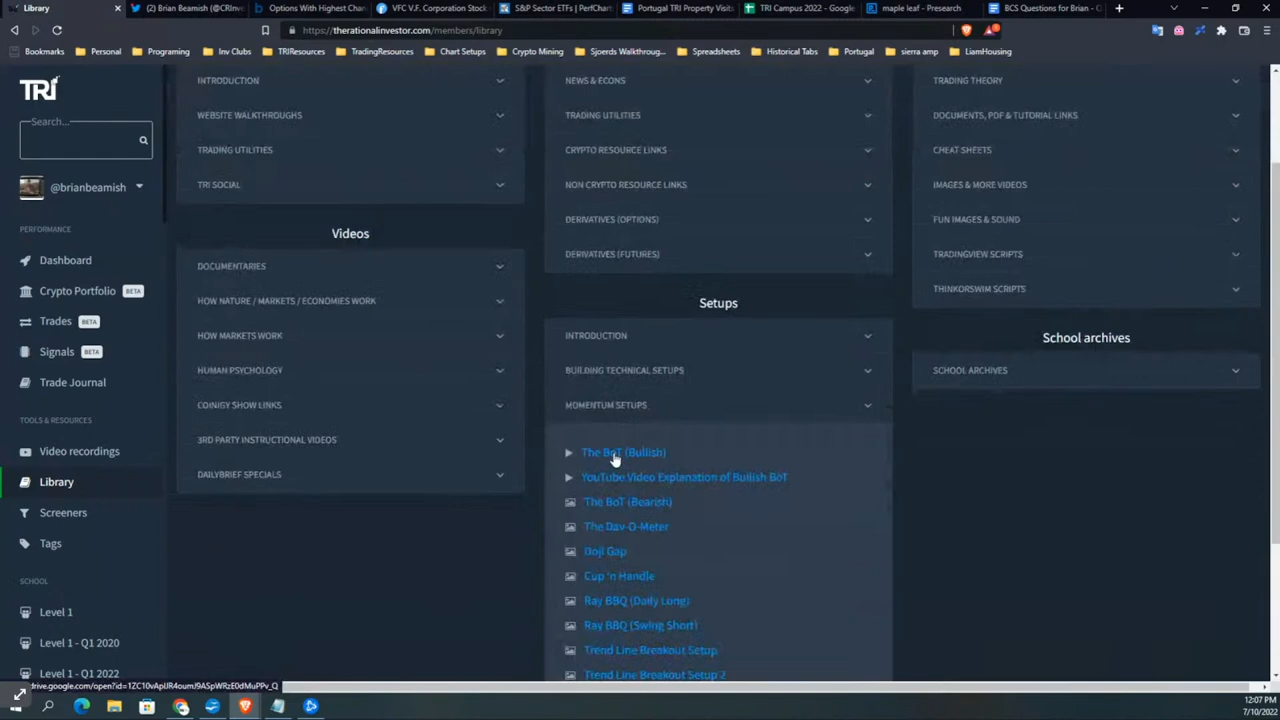 Library
(2) Brian Beamish (@CRInve
Options With Highest Chan
VFC V.F. Corporation Stock
S&P Sector ETFs | PerfChart
Portugal TRI Property Visits
TRI Campus 2022 - Google
maple leaf - Presearch
BCS Questions for Brian - G
https://therationalinvestor.com/members/library
Bookmarks
Personal
Programing
Inv Clubs
TRIResources
TradingResources
Chart Setups
Crypto Mining
Sjoerds Walkthroug...
Spreadsheets
Historical Tabs
Portugal
sierra amp
LiamHousing
TRI
Search...
@brianbeamish
PERFORMANCE
Dashboard
Crypto Portfolio BETA
Trades BETA
Signals BETA
Trade Journal
TOOLS & RESOURCES
Video recordings
Library
Screeners
Tags
SCHOOL
Level 1
Level 1 - Q1 2020
Level 1 - Q1 2022
INTRODUCTION
WEBSITE WALKTHROUGHS
TRADING UTILITIES
TRI SOCIAL
Videos
DOCUMENTARIES
HOW NATURE / MARKETS / ECONOMIES WORK
HOW MARKETS WORK
HUMAN PSYCHOLOGY
COINIGY SHOW LINKS
3RD PARTY INSTRUCTIONAL VIDEOS
DAILYBRIEF SPECIALS
NEWS & ECONS
TRADING UTILITIES
CRYPTO RESOURCE LINKS
NON CRYPTO RESOURCE LINKS
DERIVATIVES (OPTIONS)
DERIVATIVES (FUTURES)
Setups
INTRODUCTION
BUILDING TECHNICAL SETUPS
MOMENTUM SETUPS
The BoT (Bullish)
YouTube Video Explanation of Bullish BoT
The BoT (Bearish)
The Dav-O-Meter
Doji Gap
Cup 'n Handle
Ray BBQ (Daily Long)
Ray BBQ (Swing Short)
Trend Line Breakout Setup
Trend Line Breakout Setup 2
TRADING THEORY
DOCUMENTS, PDF & TUTORIAL LINKS
CHEAT SHEETS
IMAGES & MORE VIDEOS
FUN IMAGES & SOUND
TRADINGVIEW SCRIPTS
THINKORSWIM SCRIPTS
School archives
SCHOOL ARCHIVES
12:07 PM
7/10/2022